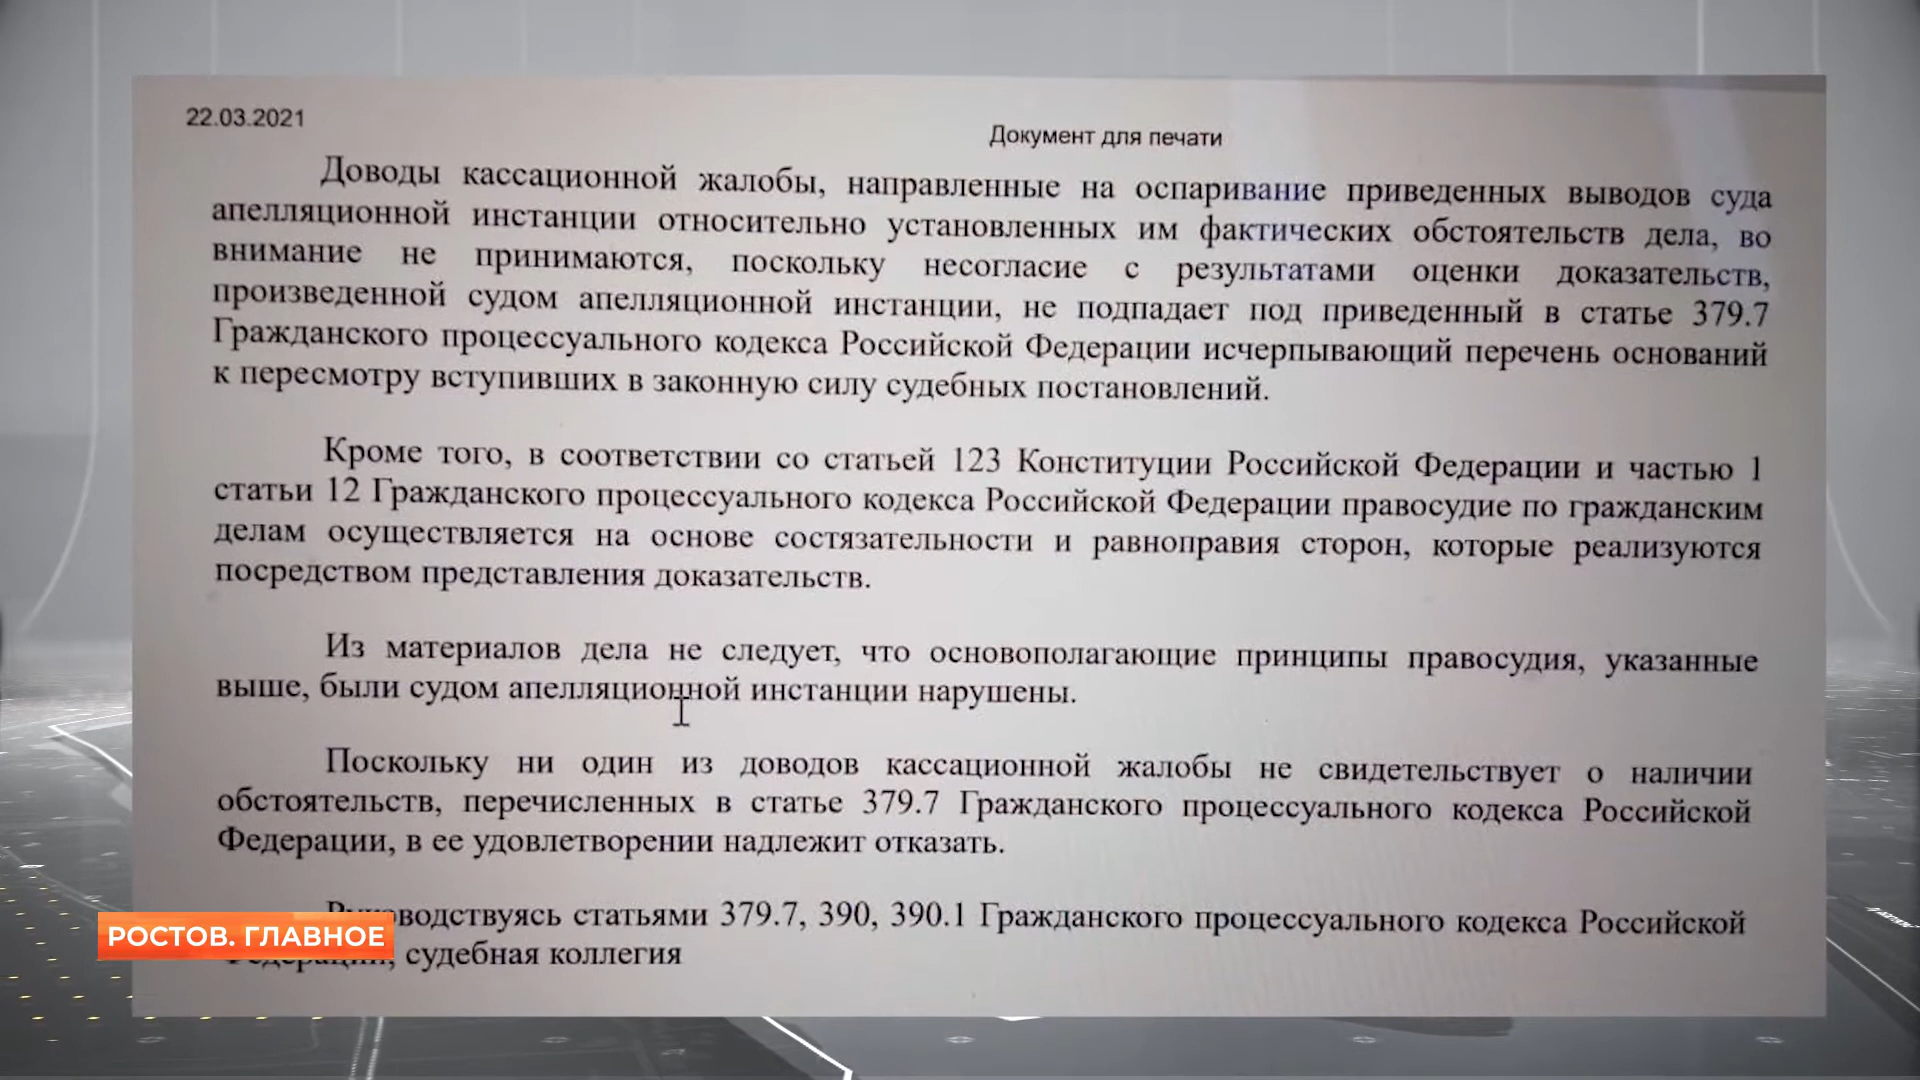 22.03.2021
Документ для печати
Доводы кассационной жалобы, направленные на оспаривание приведенных выводов суда
апелляционной инстанции относительно установленных им фактических обстоятельств дела, во
внимание не принимаются, поскольку несогласие с результатами оценки доказательств,
произведенной судом апелляционной инстанции, не подпадает под приведенный в статье 379.7
Гражданского процессуального кодекса Российской Федерации исчерпывающий перечень оснований
к пересмотру вступивших в законную силу судебных постановлений.
Кроме того, в соответствии со статьей 123 Конституции Российской Федерации и частью 1
статьи 12 Гражданского процессуального кодекса Российской Федерации правосудие по гражданским
делам осуществляется на основе состязательности и равноправия сторон, которые реализуются
посредством представления доказательств.
Из материалов дела не следует, что основополагающие принципы правосудия, указанные
выше, были судом апелляционной инстанции нарушены.
Поскольку ни один из доводов кассационной жалобы не свидетельствует о наличии
обстоятельств, перечисленных в статье 379.7 Гражданского процессуального кодекса Российской
Федерации, в ее удовлетворении надлежит отказать.
Руководствуясь статьями 379.7, 390, 390.1 Гражданского процессуального кодекса Российской
Федерации, судебная коллегия
РОСТОВ. ГЛАВНОЕ